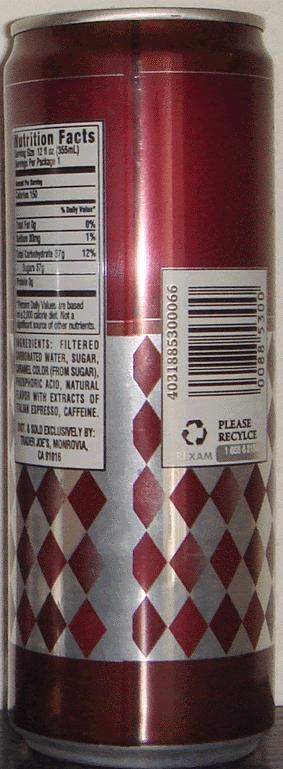 Nutrition Facts
Serving Size 12 fl oz (355mL)
Servings Per Package 1
Amount Per Serving
Calories 150
% Daily Value*
Total Fat 0g 0%
Sodium 30mg 1%
Total Carbohydrate 37g 12%
Sugars 37g
Protein 0g
*Percent Daily Values are based
on a 2,000 calorie diet. Not a
significant source of other nutrients.
INGREDIENTS: FILTERED
CARBONATED WATER, SUGAR,
CARAMEL COLOR (FROM SUGAR),
PHOSPHORIC ACID, NATURAL
FLAVOR WITH EXTRACTS OF
ITALIAN ESPRESSO, CAFFEINE.
DIST. & SOLD EXCLUSIVELY BY:
TRADER JOE'S, MONROVIA,
CA 91016
4031885300066
0088 5300
PLEASE
RECYLCE
REXAM